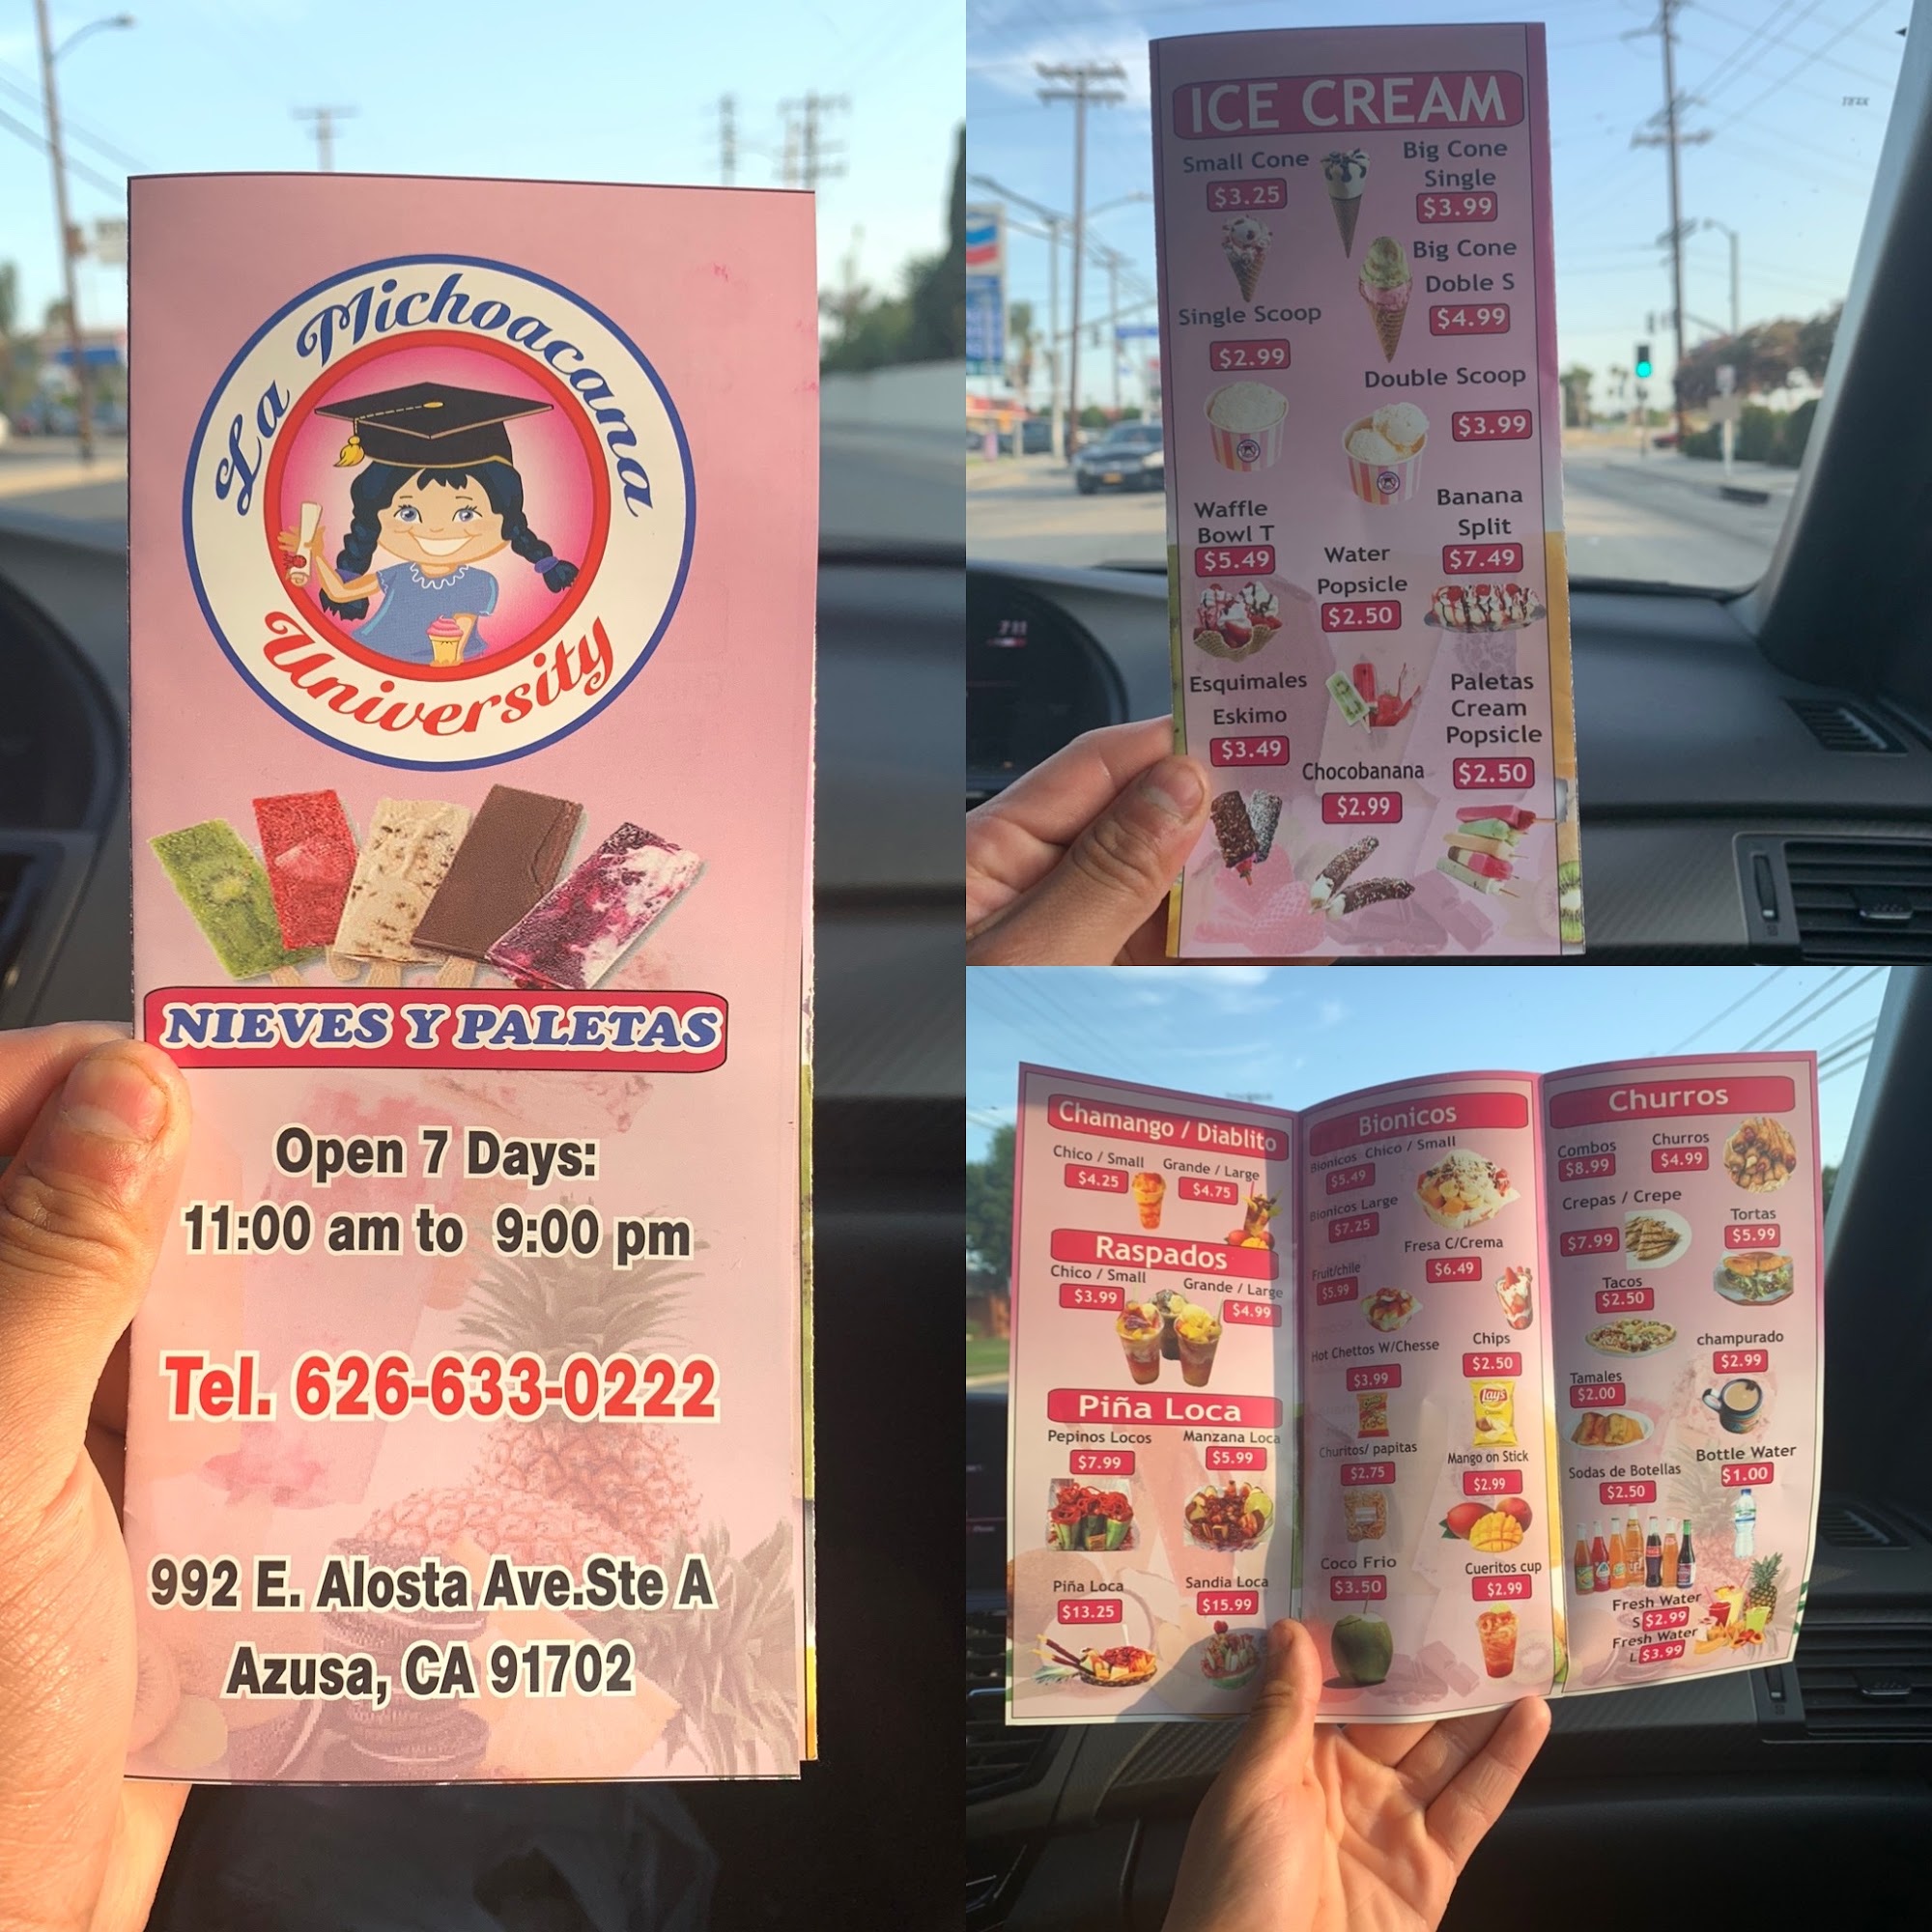 La Michoacana
University
NIEVES Y PALETAS
Open 7 Days:
11:00 am to 9:00 pm
Tel. 626-633-0222
992 E. Alosta Ave.Ste A
Azusa, CA 91702
ICE CREAM
Small Cone
$3.25
Big Cone
Single
$3.99
Big Cone
Doble S
$4.99
Single Scoop
$2.99
Double Scoop
$3.99
Waffle
Bowl T
$5.49
Water
Popsicle
$2.50
Banana
Split
$7.49
Esquimales
Eskimo
$3.49
Chocobanana
$2.99
Paletas
Cream
Popsicle
$2.50
Chamango / Diablito
Chico / Small
$4.25
Grande / Large
$4.75
Raspados
Chico / Small
$3.99
Grande / Large
$4.99
Piña Loca
Pepinos Locos
$7.99
Manzana Loca
$5.99
Piña Loca
$13.25
Sandia Loca
$15.99
Bionicos
Bionicos Chico / Small
$5.49
Bionicos Large
$7.25
Fresa C/Crema
$6.49
Fruit/chile
$5.99
Hot Chettos W/Chesse
$3.99
Chips
$2.50
Lay's
Churitos/ papitas
$2.75
Mango on Stick
$2.99
Coco Frio
$3.50
Cueritos cup
$2.99
Churros
Combos
$8.99
Churros
$4.99
Crepas / Crepe
$7.99
Tortas
$5.99
Tacos
$2.50
champurado
$2.99
Tamales
$2.00
Bottle Water
$1.00
Sodas de Botellas
$2.50
Fresh Water
S $2.99
Fresh Water
L $3.99